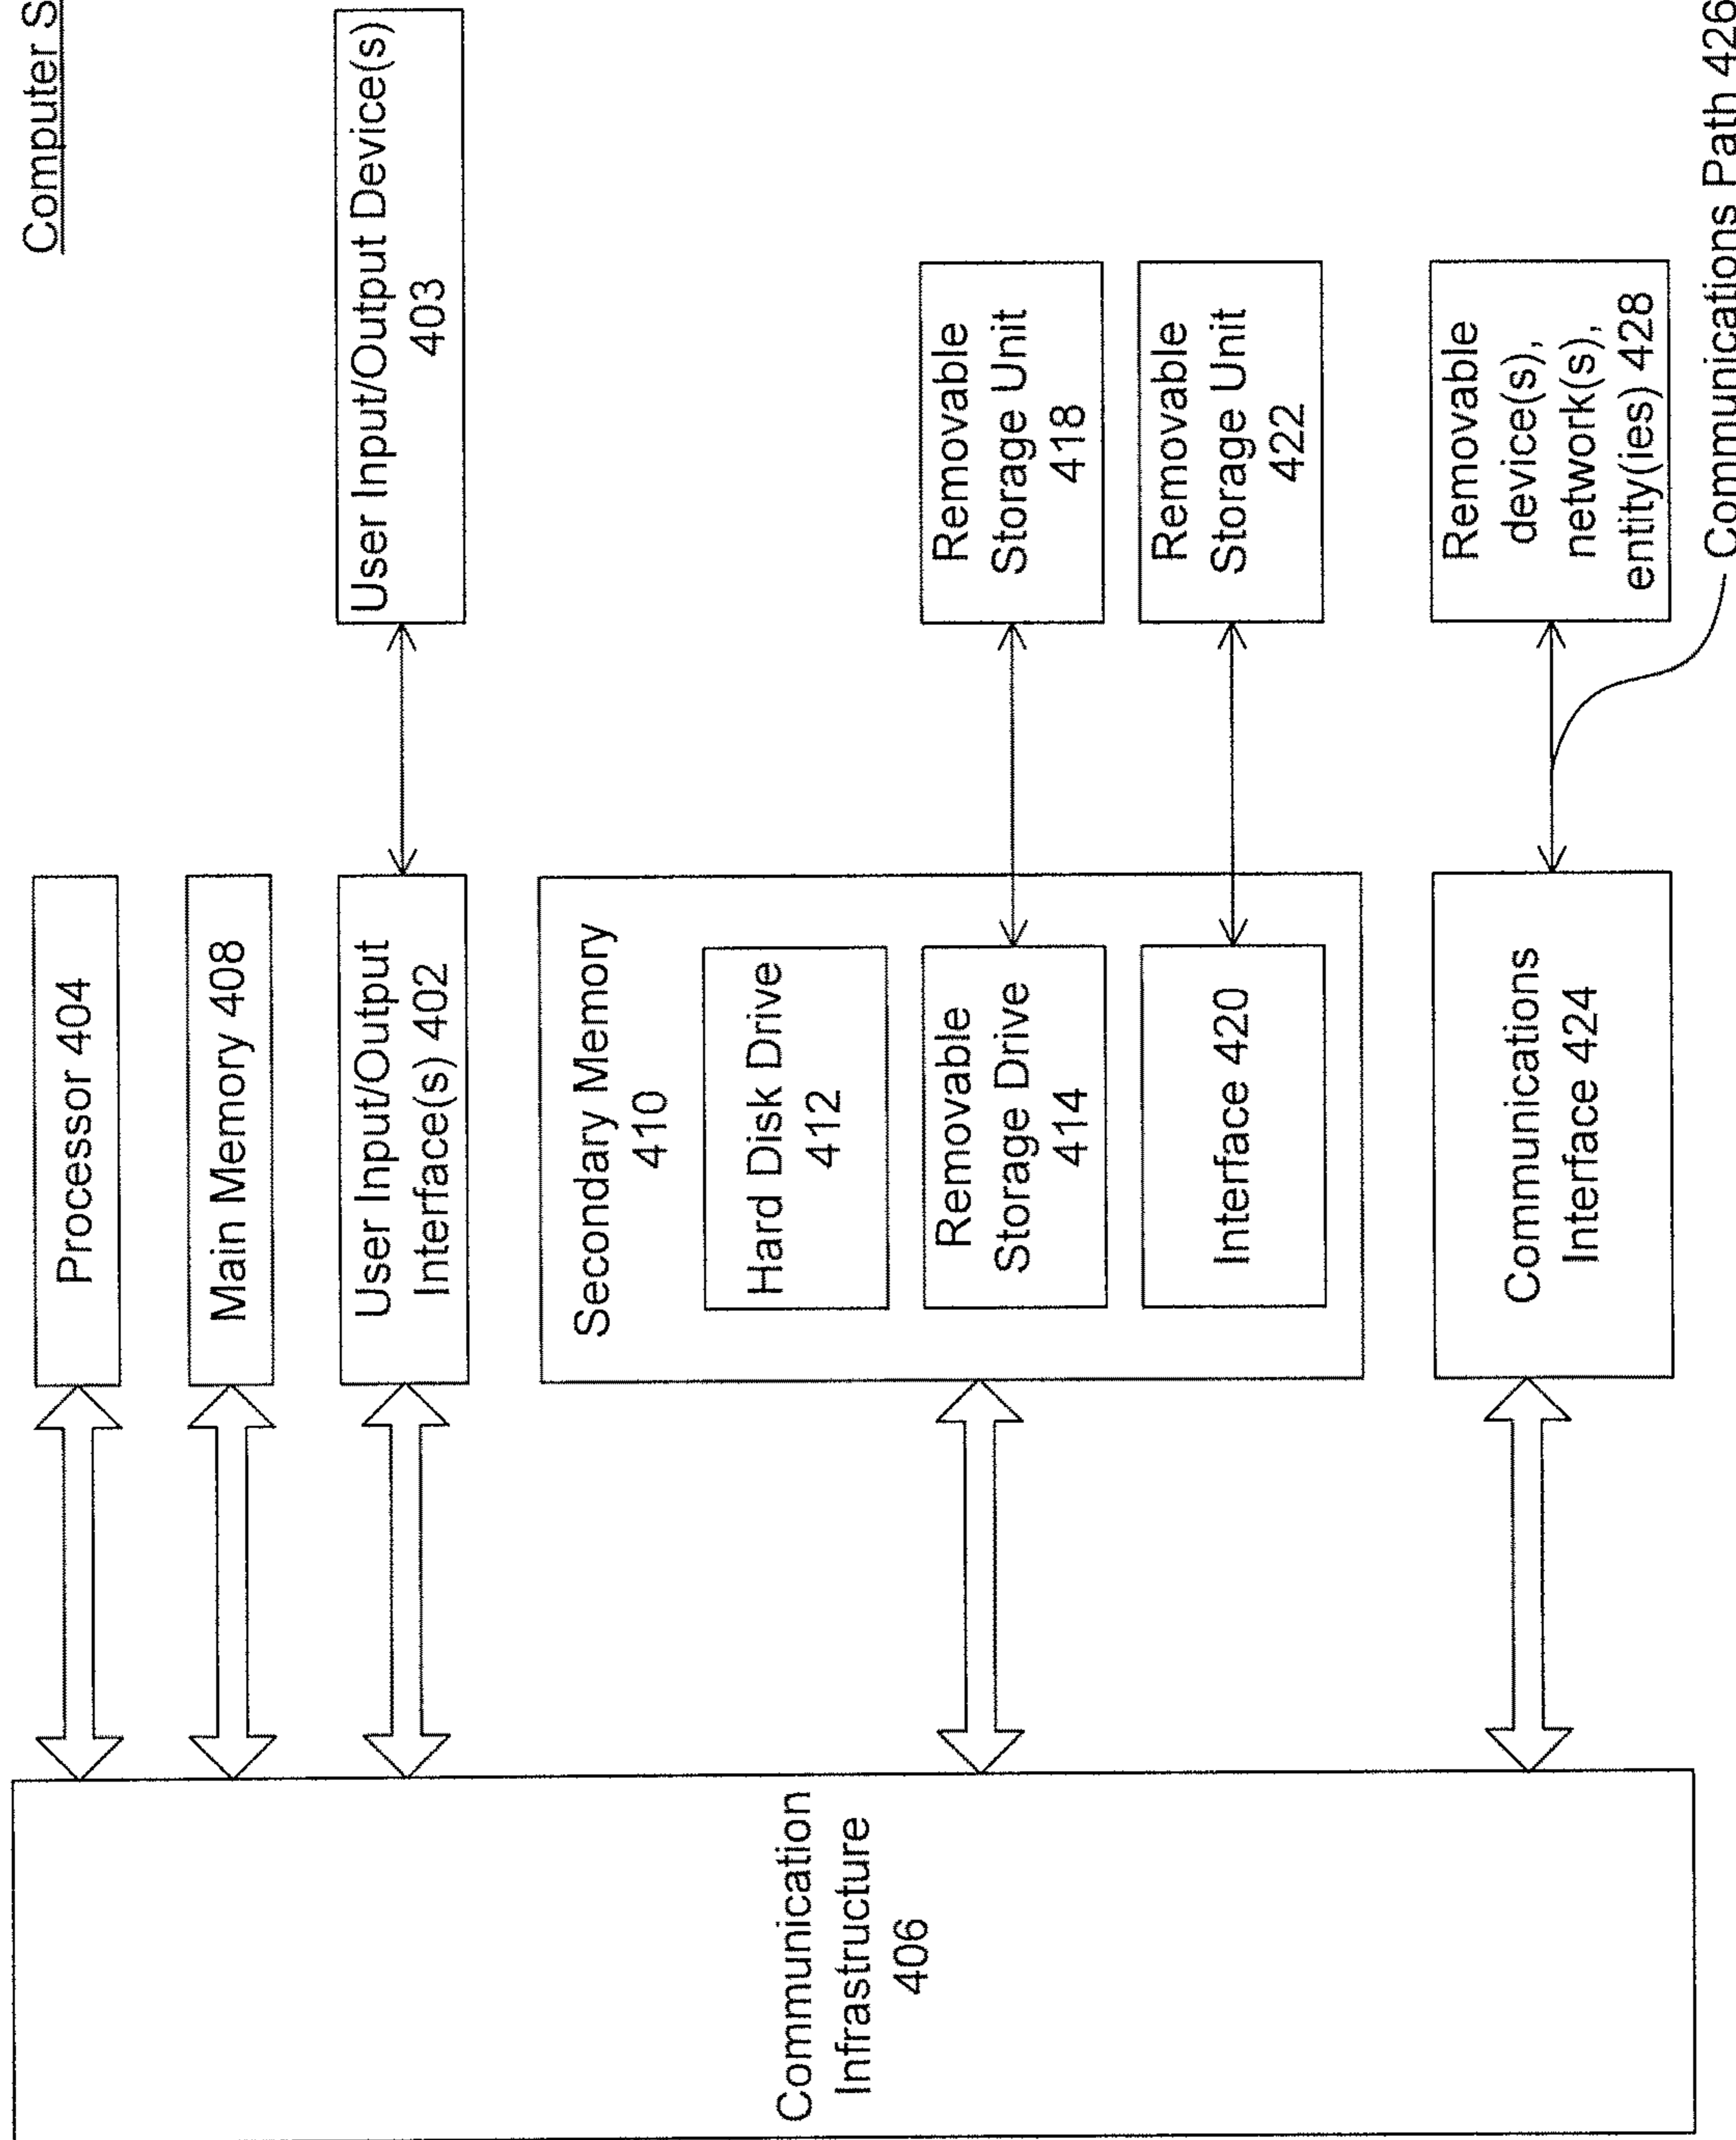 Computer S
Processor 404
Main Memory 408
User Input/Output
Interface(s) 402
User Input/Output Device(s)
403
Secondary Memory
410
Hard Disk Drive
412
Removable
Storage Drive
414
Removable
Storage Unit
418
Interface 420
Removable
Storage Unit
422
Communications
Interface 424
Removable
device(s),
network(s),
entity(ies) 428
Communications Path 426
Communication
Infrastructure
406